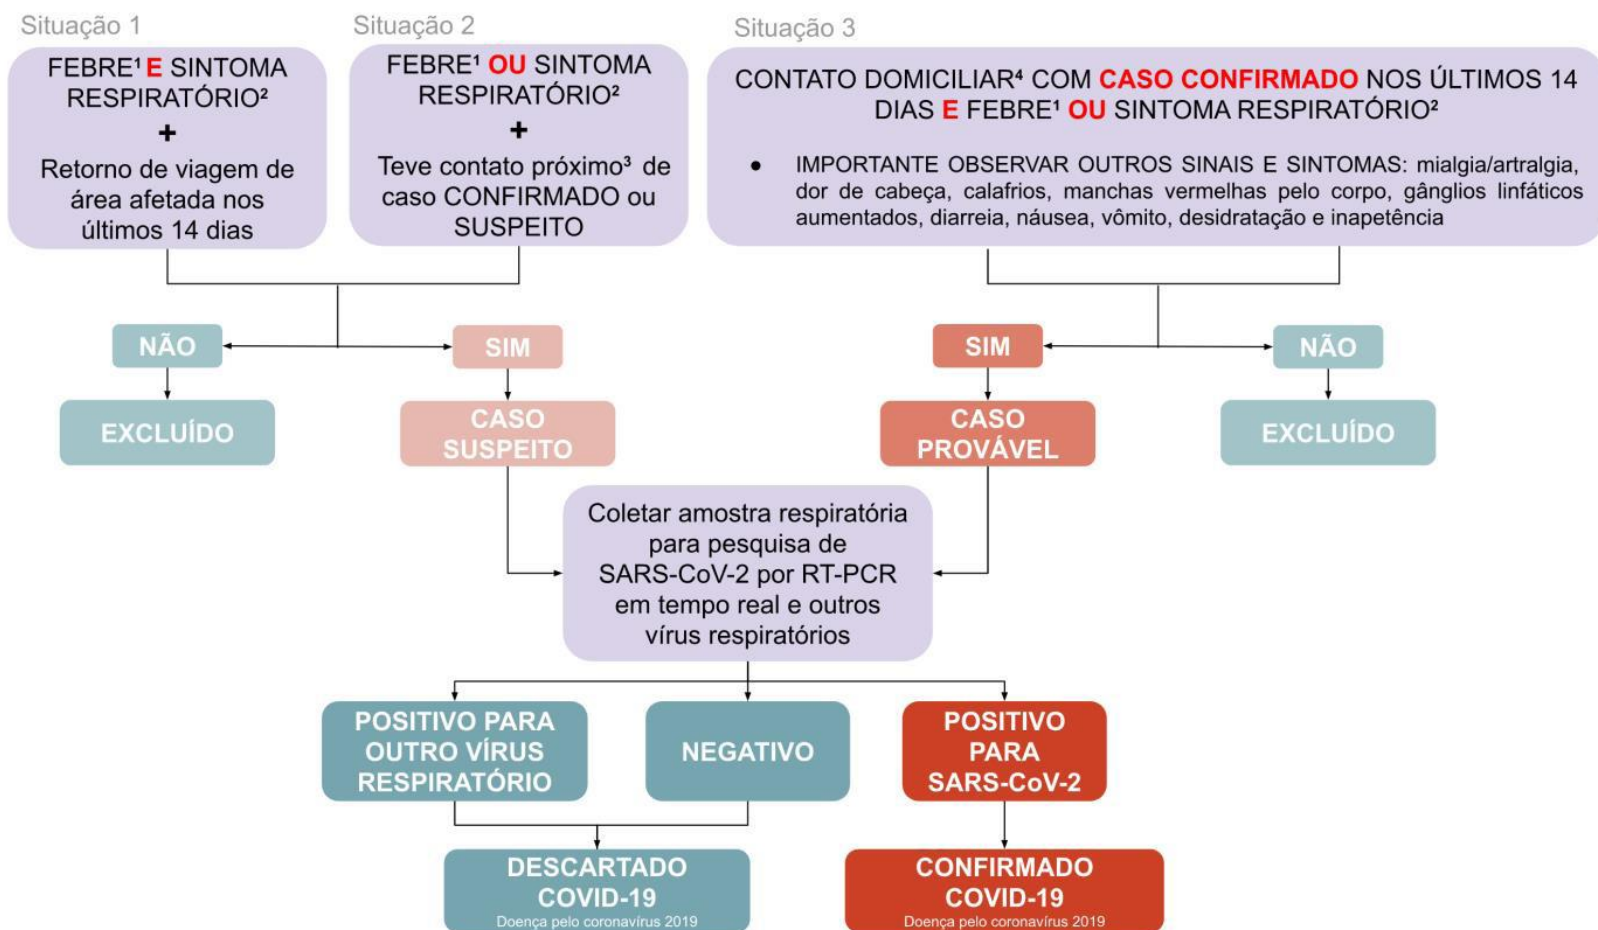 Situação 1
FEBRE¹ E SINTOMA
RESPIRATÓRIO²
+
Retorno de viagem de
área afetada nos
últimos 14 dias
Situação 2
FEBRE¹ OU SINTOMA
RESPIRATÓRIO²
+
Teve contato próximo³ de
caso CONFIRMADO ou
SUSPEITO
Situação 3
CONTATO DOMICILIAR⁴ COM CASO CONFIRMADO NOS ÚLTIMOS 14
DIAS E FEBRE¹ OU SINTOMA RESPIRATÓRIO²
● IMPORTANTE OBSERVAR OUTROS SINAIS E SINTOMAS: mialgia/artralgia,
dor de cabeça, calafrios, manchas vermelhas pelo corpo, gânglios linfáticos
aumentados, diarreia, náusea, vômito, desidratação e inapetência
NÃO
SIM
SIM
NÃO
EXCLUÍDO
CASO
SUSPEITO
CASO
PROVÁVEL
EXCLUÍDO
Coletar amostra respiratória
para pesquisa de
SARS-CoV-2 por RT-PCR
em tempo real e outros
vírus respiratórios
POSITIVO PARA
OUTRO VÍRUS
RESPIRATÓRIO
NEGATIVO
POSITIVO
PARA
SARS-CoV-2
DESCARTADO
COVID-19
Doença pelo coronavírus 2019
CONFIRMADO
COVID-19
Doença pelo coronavírus 2019